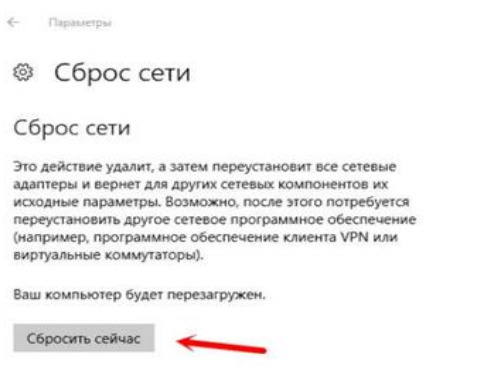 Параметры
Сброс сети
Сброс сети
Это действие удалит, а затем переустановит все сетевые
адаптеры и вернет для других сетевых компонентов их
исходные параметры. Возможно, после этого потребуется
переустановить другое сетевое программное обеспечение
(например, программное обеспечение клиента VPN или
виртуальные коммутаторы).
Ваш компьютер будет перезагружен.
Сбросить сейчас